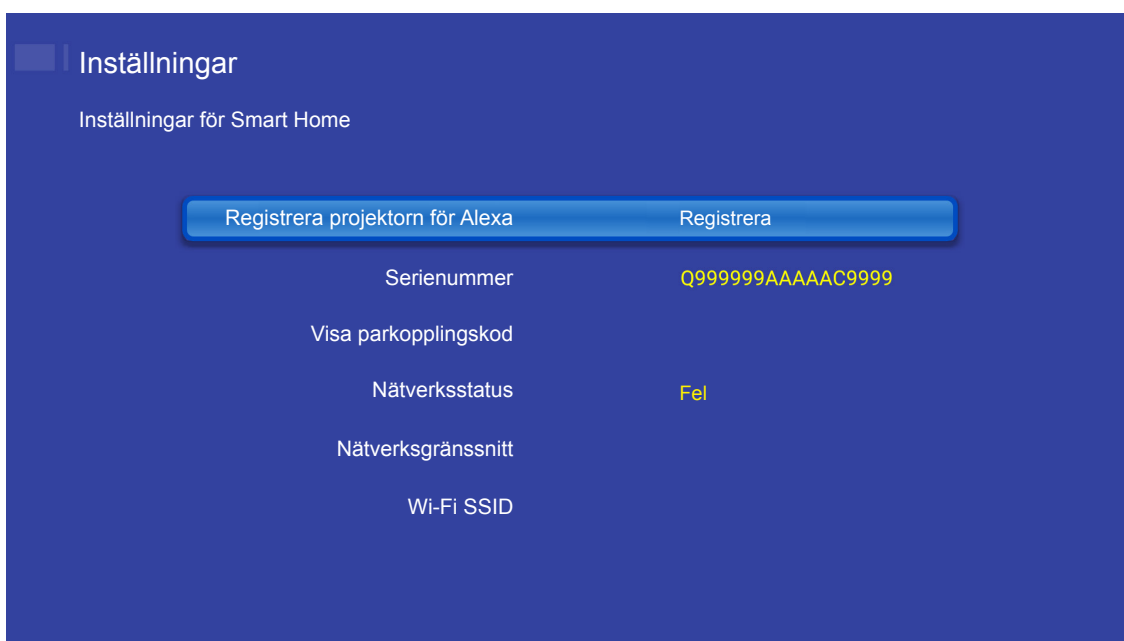 Inställningar
Inställningar för Smart Home
Registrera projektorn för Alexa Registrera
Serienummer Q999999AAAAAC9999
Visa parkopplingskod
Nätverksstatus Fel
Nätverksgränssnitt
Wi-Fi SSID